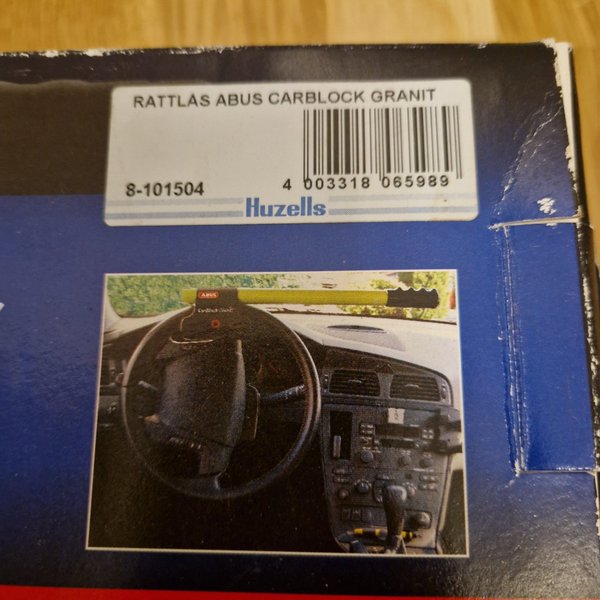 RATTLÅS ABUS CARBLOCK GRANIT
8-101504
4 003318 065989
Huzells
ABUS